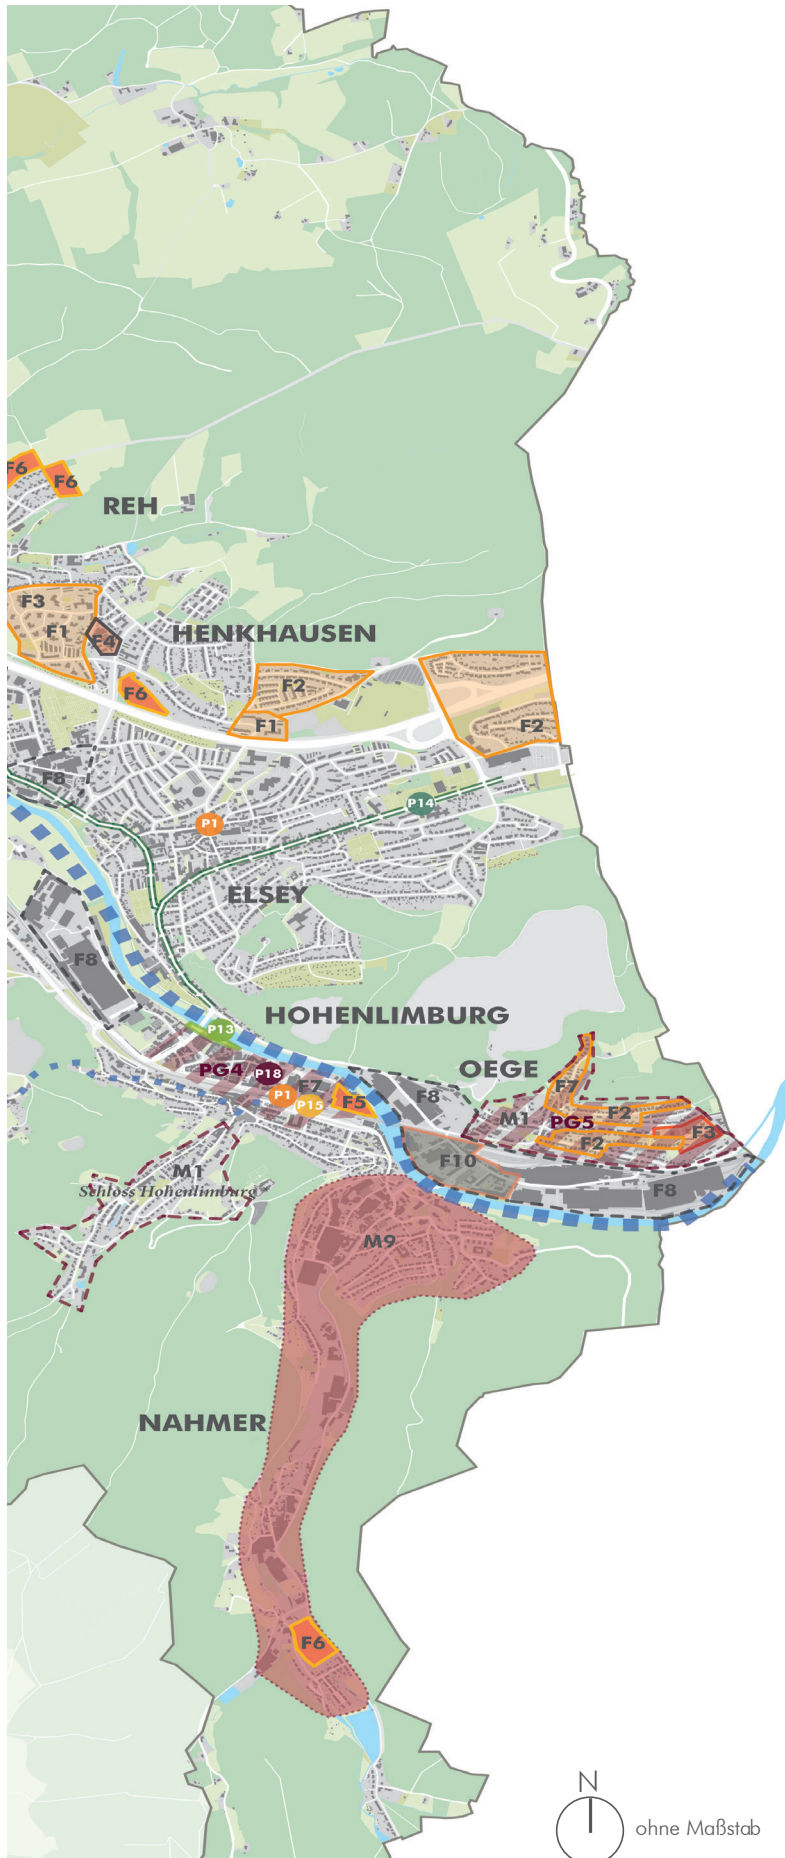 F6
F6
REH
F3
F1
F4
HENKHAUSEN
F6
F2
F1
F2
F8
P1
P14
ELSEY
F8
HOHENLIMBURG
P13
PG4
P18
OEGE
F7
F7
P1
P15
F5
F8
M1
PG5
F2
F2
F3
F10
F8
M1
Schloss Hohenlimburg
M9
NAHMER
F6
N
ohne Maßstab